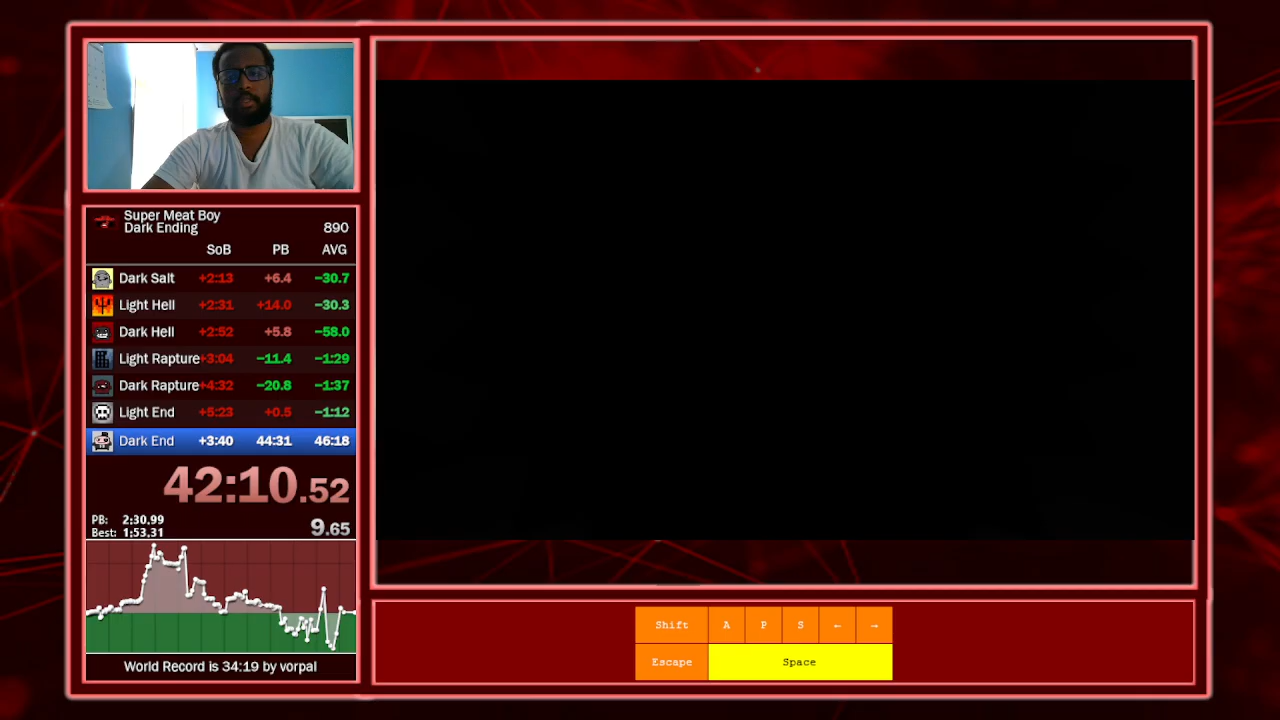 Super Meat Boy
Dark Ending 890
SoB PB AVG
Dark Salt +2:13 +6.4 −30.7
Light Hell +2:31 +14.0 −30.3
Dark Hell +2:52 +5.8 −58.0
Light Rapture +3:04 −11.4 −1:29
Dark Rapture +4:32 −20.8 −1:37
Light End +5:23 +0.5 −1:12
Dark End +3:40 44:31 46:18
42:10.52
PB: 2:30.99 9.65
Best: 1:53.31
World Record is 34:19 by vorpal
Shift A P S ← →
Escape Space